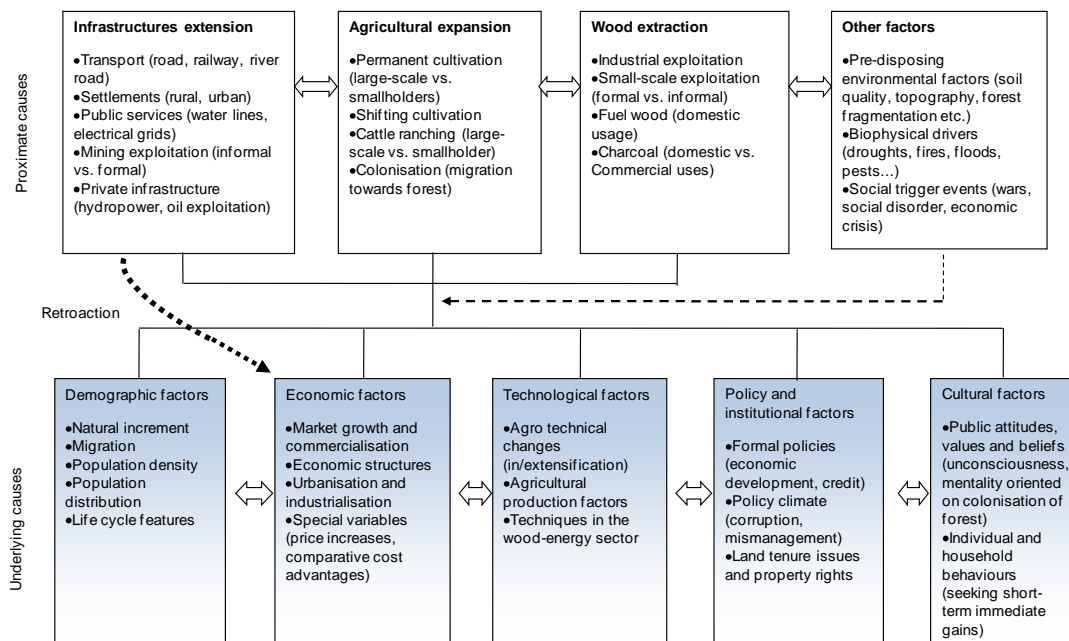 Proximate causes
Infrastructures extension
●Transport (road, railway, river
road)
●Settlements (rural, urban)
●Public services (water lines,
electrical grids)
●Mining exploitation (informal
vs. formal)
●Private infrastructure
(hydropower, oil exploitation)
Agricultural expansion
●Permanent cultivation
(large-scale vs.
smallholders)
●Shifting cultivation
●Cattle ranching (large-
scale vs. smallholder)
●Colonisation (migration
towards forest)
Wood extraction
●Industrial exploitation
●Small-scale exploitation
(formal vs. informal)
●Fuel wood (domestic
usage)
●Charcoal (domestic vs.
Commercial uses)
Other factors
●Pre-disposing
environmental factors (soil
quality, topography, forest
fragmentation etc.)
●Biophysical drivers
(droughts, fires, floods,
pests...)
●Social trigger events (wars,
social disorder, economic
crisis)
Retroaction
Underlying causes
Demographic factors
●Natural increment
●Migration
●Population density
●Population
distribution
●Life cycle features
Economic factors
●Market growth and
commercialisation
●Economic structures
●Urbanisation and
industrialisation
●Special variables
(price increases,
comparative cost
advantages)
Technological factors
●Agro technical
changes
(in/extensification)
●Agricultural
production factors
●Techniques in the
wood-energy sector
Policy and
institutional factors
●Formal policies
(economic
development, credit)
●Policy climate
(corruption,
mismanagement)
●Land tenure issues
and property rights
Cultural factors
●Public attitudes,
values and beliefs
(unconsciousness,
mentality oriented
on colonisation of
forest)
●Individual and
household
behaviours
(seeking short-
term immediate
gains)